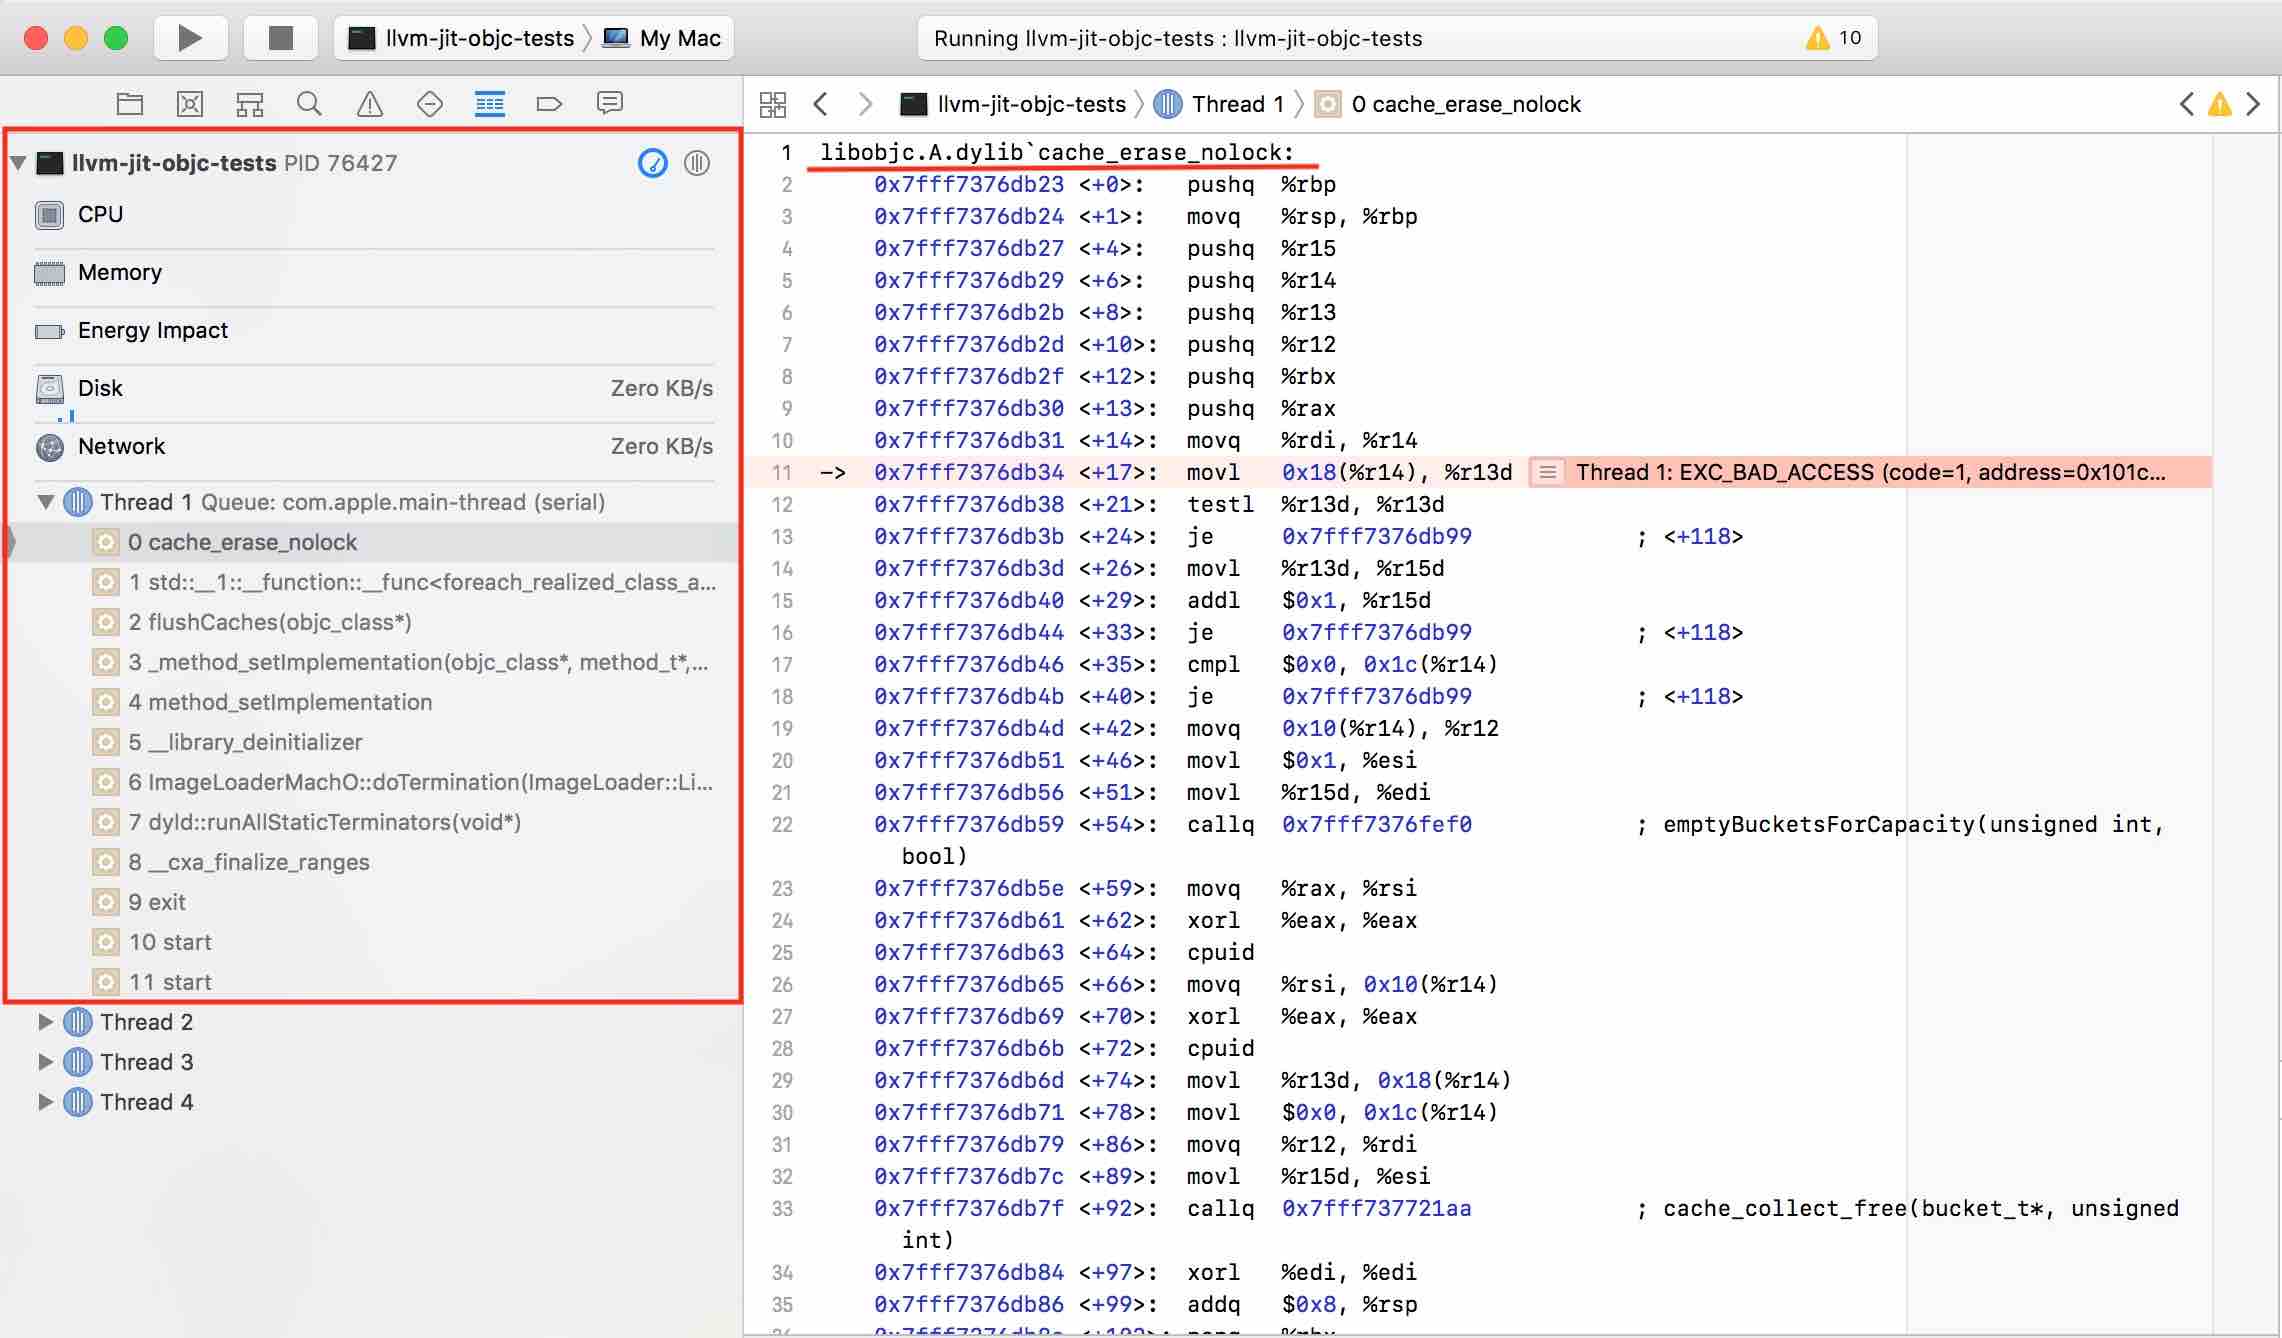 llvm-jit-objc-tests 〉 My Mac
Running llvm-jit-objc-tests : llvm-jit-objc-tests
10
llvm-jit-objc-tests PID 76427
CPU
Memory
Energy Impact
Disk Zero KB/s
Network Zero KB/s
Thread 1 Queue: com.apple.main-thread (serial)
0 cache_erase_nolock
1 std::__1::__function::__func<foreach_realized_class_a...
2 flushCaches(objc_class*)
3 _method_setImplementation(objc_class*, method_t*,...
4 method_setImplementation
5 __library_deinitializer
6 ImageLoaderMachO::doTermination(ImageLoader::Li...
7 dyld::runAllStaticTerminators(void*)
8 __cxa_finalize_ranges
9 exit
10 start
11 start
Thread 2
Thread 3
Thread 4
llvm-jit-objc-tests 〉 Thread 1 〉 0 cache_erase_nolock
1 libobjc.A.dylib`cache_erase_nolock:
2 0x7fff7376db23 <+0>: pushq %rbp
3 0x7fff7376db24 <+1>: movq %rsp, %rbp
4 0x7fff7376db27 <+4>: pushq %r15
5 0x7fff7376db29 <+6>: pushq %r14
6 0x7fff7376db2b <+8>: pushq %r13
7 0x7fff7376db2d <+10>: pushq %r12
8 0x7fff7376db2f <+12>: pushq %rbx
9 0x7fff7376db30 <+13>: pushq %rax
10 0x7fff7376db31 <+14>: movq %rdi, %r14
11 -> 0x7fff7376db34 <+17>: movl 0x18(%r14), %r13d Thread 1: EXC_BAD_ACCESS (code=1, address=0x101c...
12 0x7fff7376db38 <+21>: testl %r13d, %r13d
13 0x7fff7376db3b <+24>: je 0x7fff7376db99 ; <+118>
14 0x7fff7376db3d <+26>: movl %r13d, %r15d
15 0x7fff7376db40 <+29>: addl $0x1, %r15d
16 0x7fff7376db44 <+33>: je 0x7fff7376db99 ; <+118>
17 0x7fff7376db46 <+35>: cmpl $0x0, 0x1c(%r14)
18 0x7fff7376db4b <+40>: je 0x7fff7376db99 ; <+118>
19 0x7fff7376db4d <+42>: movq 0x10(%r14), %r12
20 0x7fff7376db51 <+46>: movl $0x1, %esi
21 0x7fff7376db56 <+51>: movl %r15d, %edi
22 0x7fff7376db59 <+54>: callq 0x7fff7376fef0 ; emptyBucketsForCapacity(unsigned int,
bool)
23 0x7fff7376db5e <+59>: movq %rax, %rsi
24 0x7fff7376db61 <+62>: xorl %eax, %eax
25 0x7fff7376db63 <+64>: cpuid
26 0x7fff7376db65 <+66>: movq %rsi, 0x10(%r14)
27 0x7fff7376db69 <+70>: xorl %eax, %eax
28 0x7fff7376db6b <+72>: cpuid
29 0x7fff7376db6d <+74>: movl %r13d, 0x18(%r14)
30 0x7fff7376db71 <+78>: movl $0x0, 0x1c(%r14)
31 0x7fff7376db79 <+86>: movq %r12, %rdi
32 0x7fff7376db7c <+89>: movl %r15d, %esi
33 0x7fff7376db7f <+92>: callq 0x7fff737721aa ; cache_collect_free(bucket_t*, unsigned
int)
34 0x7fff7376db84 <+97>: xorl %edi, %edi
35 0x7fff7376db86 <+99>: addq $0x8, %rsp